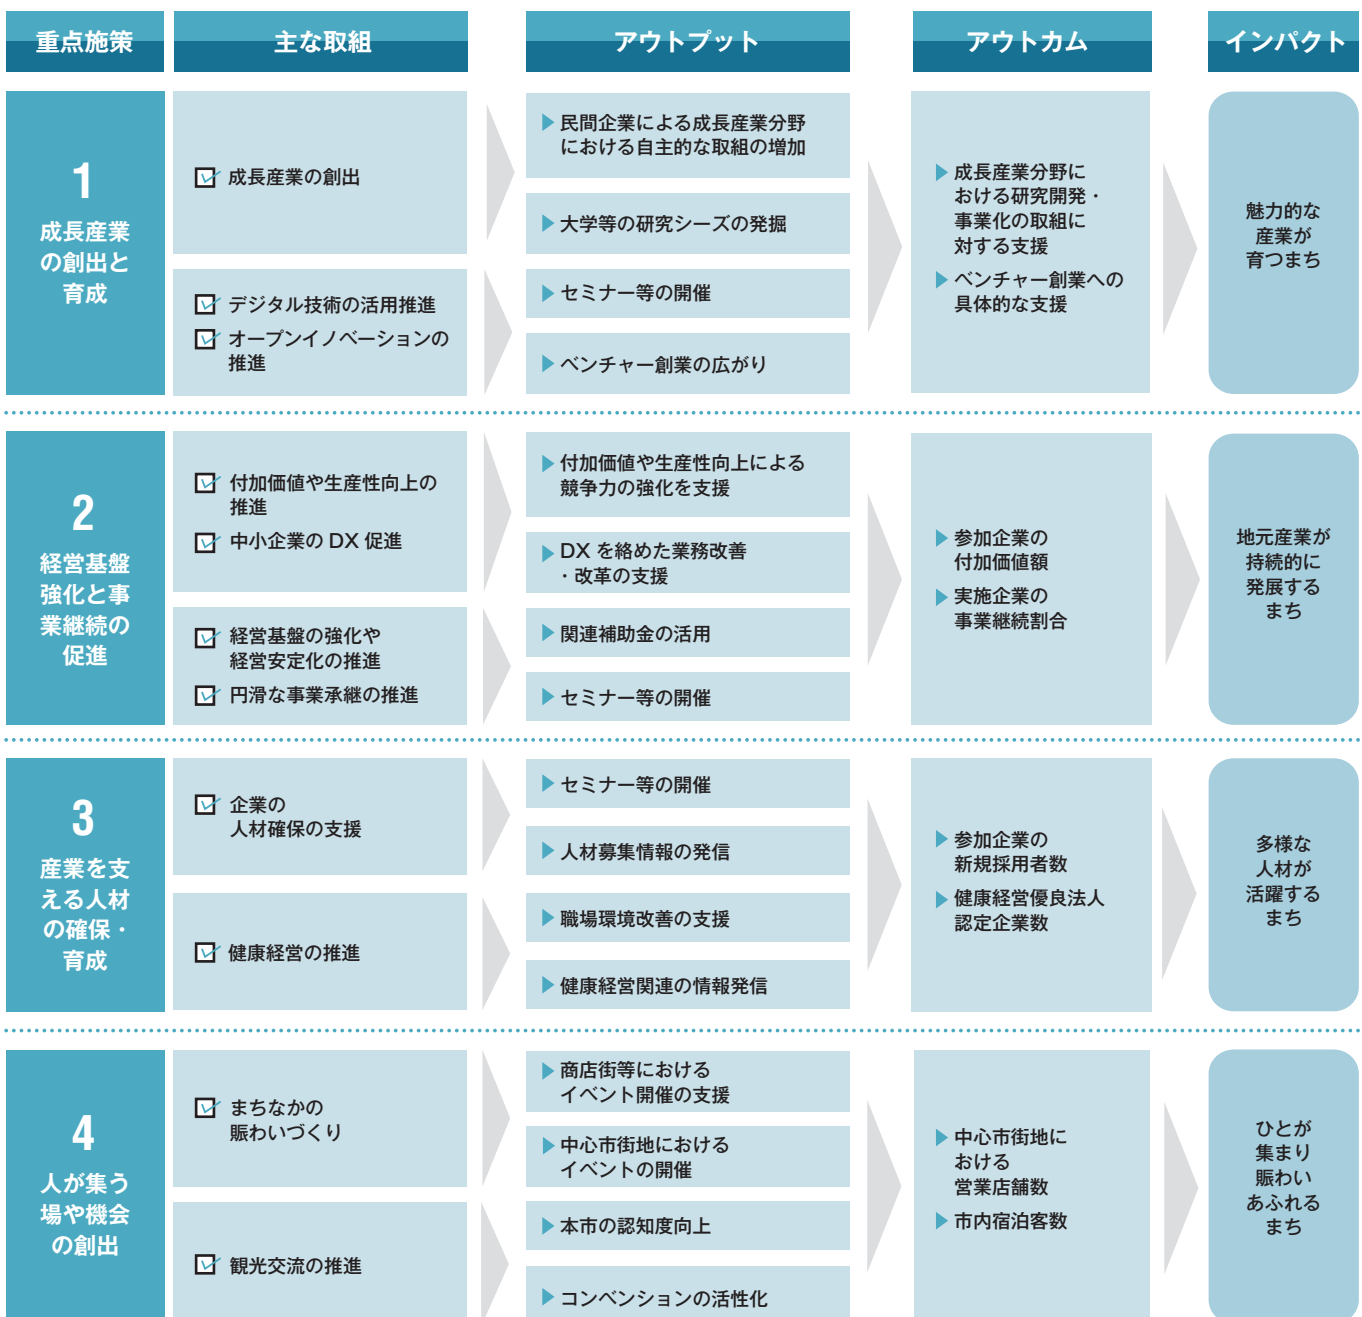 重点施策
主な取組
アウトプット
アウトカム
インパクト
1
成長産業
の創出と
育成
成長産業の創出
デジタル技術の活用推進
オープンイノベーションの
推進
民間企業による成長産業分野
における自主的な取組の増加
大学等の研究シーズの発掘
セミナー等の開催
ベンチャー創業の広がり
成長産業分野に
おける研究開発・
事業化の取組に
対する支援
ベンチャー創業への
具体的な支援
魅力的な
産業が
育つまち
2
経営基盤
強化と事
業継続の
促進
付加価値や生産性向上の
推進
中小企業の DX 促進
経営基盤の強化や
経営安定化の推進
円滑な事業承継の推進
付加価値や生産性向上による
競争力の強化を支援
DX を絡めた業務改善
・改革の支援
関連補助金の活用
セミナー等の開催
参加企業の
付加価値額
実施企業の
事業継続割合
地元産業が
持続的に
発展する
まち
3
産業を支
える人材
の確保・
育成
企業の
人材確保の支援
健康経営の推進
セミナー等の開催
人材募集情報の発信
職場環境改善の支援
健康経営関連の情報発信
参加企業の
新規採用者数
健康経営優良法人
認定企業数
多様な
人材が
活躍する
まち
4
人が集う
場や機会
の創出
まちなかの
賑わいづくり
観光交流の推進
商店街等における
イベント開催の支援
中心市街地における
イベントの開催
本市の認知度向上
コンベンションの活性化
中心市街地に
おける
営業店舗数
市内宿泊客数
ひとが
集まり
賑わい
あふれる
まち